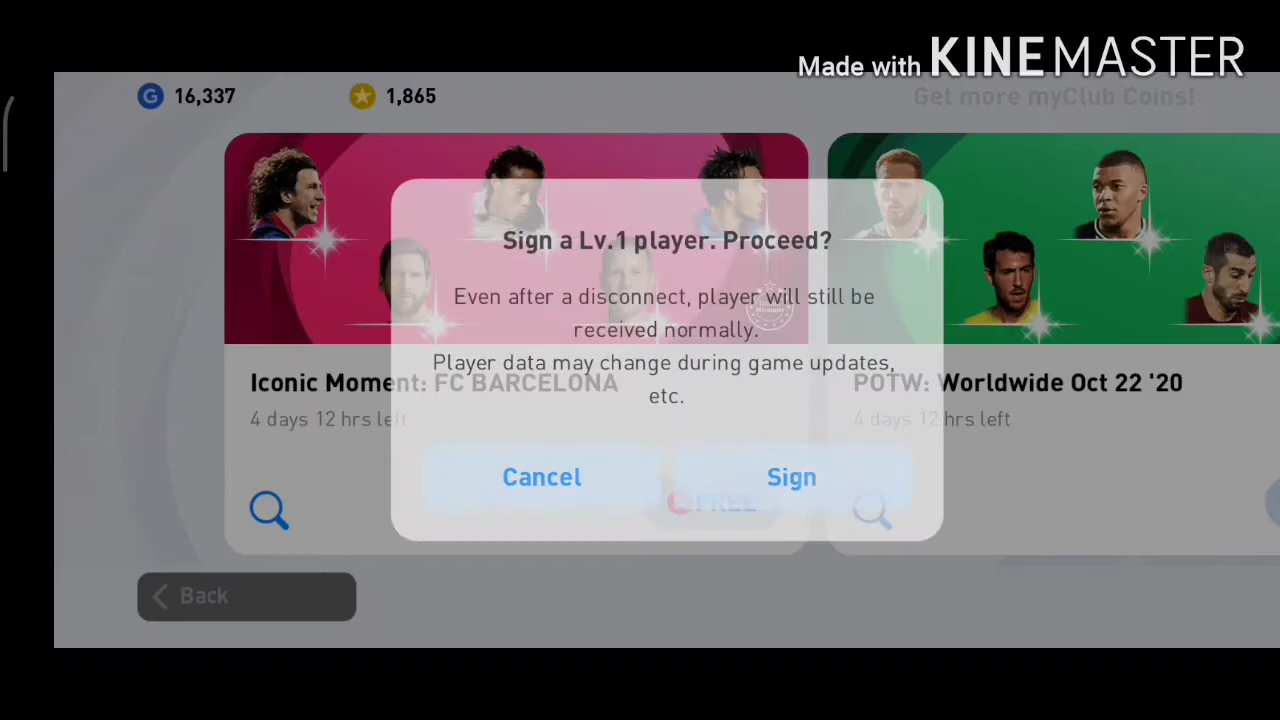 Made with KINEMASTER
G 16,337
1,865
Get more myClub Coins!
Sign a Lv.1 player. Proceed?
Even after a disconnect, player will still be
received normally.
Player data may change during game updates,
etc.
Iconic Moment: FC BARCELONA
4 days 12 hrs left
POTW: Worldwide Oct 22 '20
4 days 12 hrs left
Cancel
Sign
FREE
Back